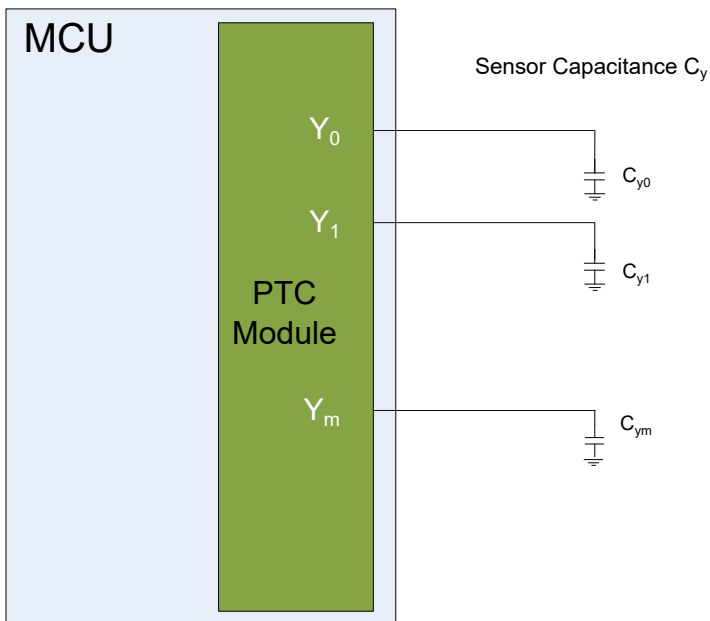 MCU
Sensor Capacitance Cy
Y0
Cy0
Y1
Cy1
PTC
Module
Ym
Cym